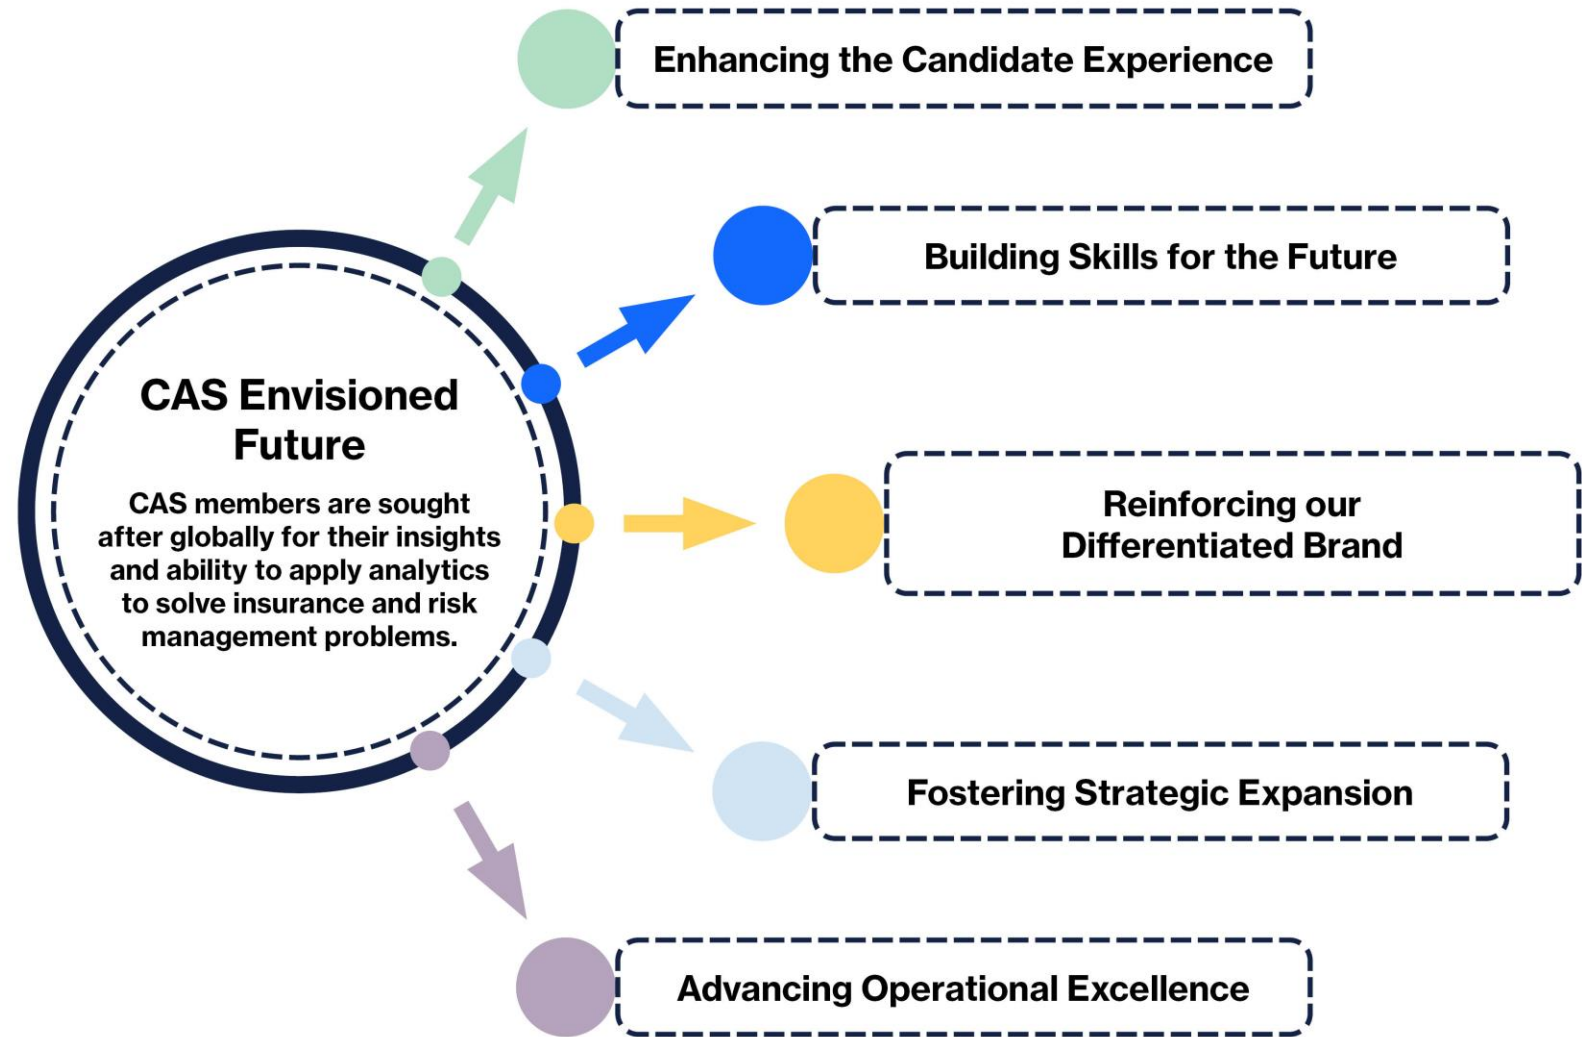 Enhancing the Candidate Experience
Building Skills for the Future
CAS Envisioned
Future
CAS members are sought
after globally for their insights
and ability to apply analytics
to solve insurance and risk
management problems.
Reinforcing our
Differentiated Brand
Fostering Strategic Expansion
Advancing Operational Excellence